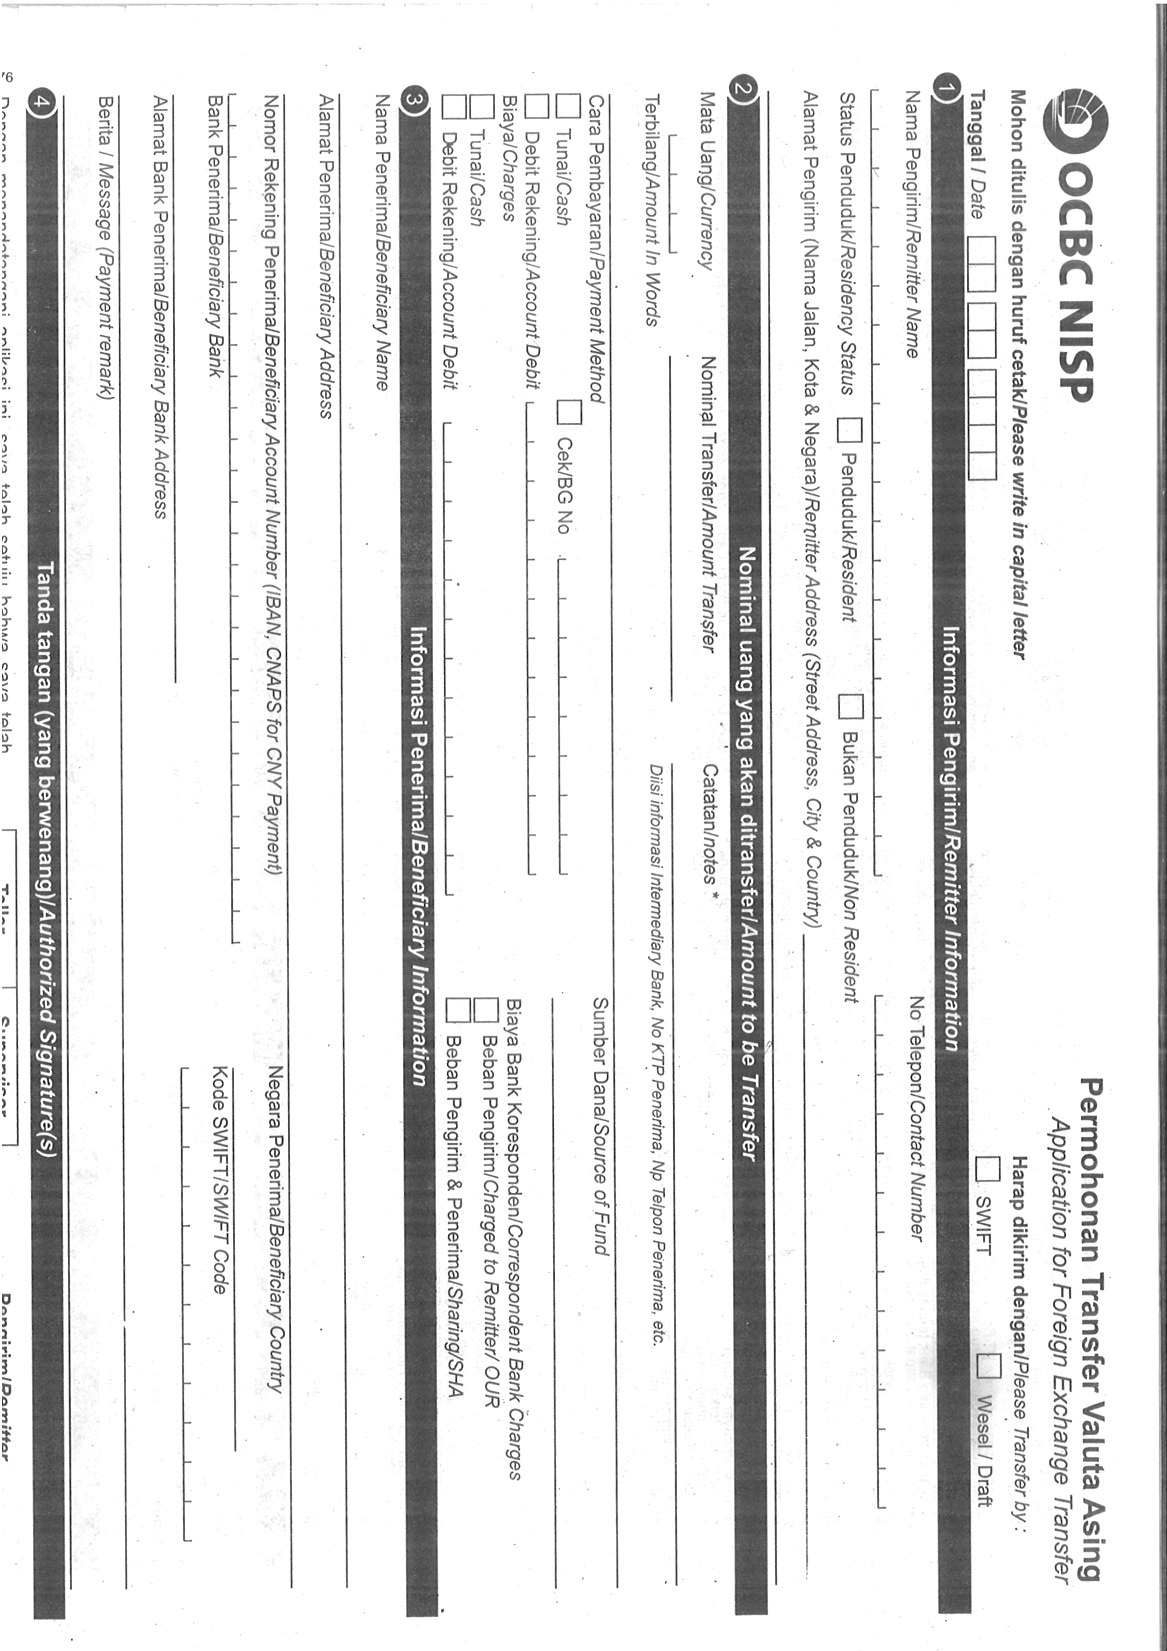 OCBC NISP
Permohonan Transfer Valuta Asing
Application for Foreign Exchange Transfer
Mohon ditulis dengan huruf cetak/Please write in capital letter
Harap dikirim dengan/Please Transfer by :
Tanggal / Date
SWIFT
Wesel / Draft
1
Informasi Pengirim/Remitter Information
Nama Pengirim/Remitter Name
No Telepon/Contact Number
Status Penduduk/Residency Status
Penduduk/Resident
Bukan Penduduk/Non Resident
Alamat Pengirim (Nama Jalan, Kota & Negara)/Remitter Address (Street Address, City & Country)
2
Nominal uang yang akan ditransfer/Amount to be Transfer
Mata Uang/Currency
Nominal Transfer/Amount Transfer
Catatan/notes *
Terbilang/Amount In Words
Diisi informasi Intermediary Bank, No KTP Penerima, Np Telpon Penerima, etc.
Cara Pembayaran/Payment Method
Sumber Dana/Source of Fund
Tunai/Cash
Cek/BG No
Debit Rekening/Account Debit
Biaya/Charges
Biaya Bank Koresponden/Correspondent Bank Charges
Tunai/Cash
Beban Pengirim/Charged to Remitter/ OUR
Debit Rekening/Account Debit
Beban Pengirim & Penerima/Sharing/SHA
3
Informasi Penerima/Beneficiary Information
Nama Penerima/Beneficiary Name
Alamat Penerima/Beneficiary Address
Nomor Rekening Penerima/Beneficiary Account Number (IBAN, CNAPS for CNY Payment)
Negara Penerima/Beneficiary Country
Bank Penerima/Beneficiary Bank
Kode SWIFT/SWIFT Code
Alamat Bank Penerima/Beneficiary Bank Address
Berita / Message (Payment remark)
4
Tanda tangan (yang berwenang)/Authorized Signature(s)
Dengan menandatangani aplikasi ini, saya telah setuju bahwa saya telah
Teller
Supervisor
Pengirim/Remitter